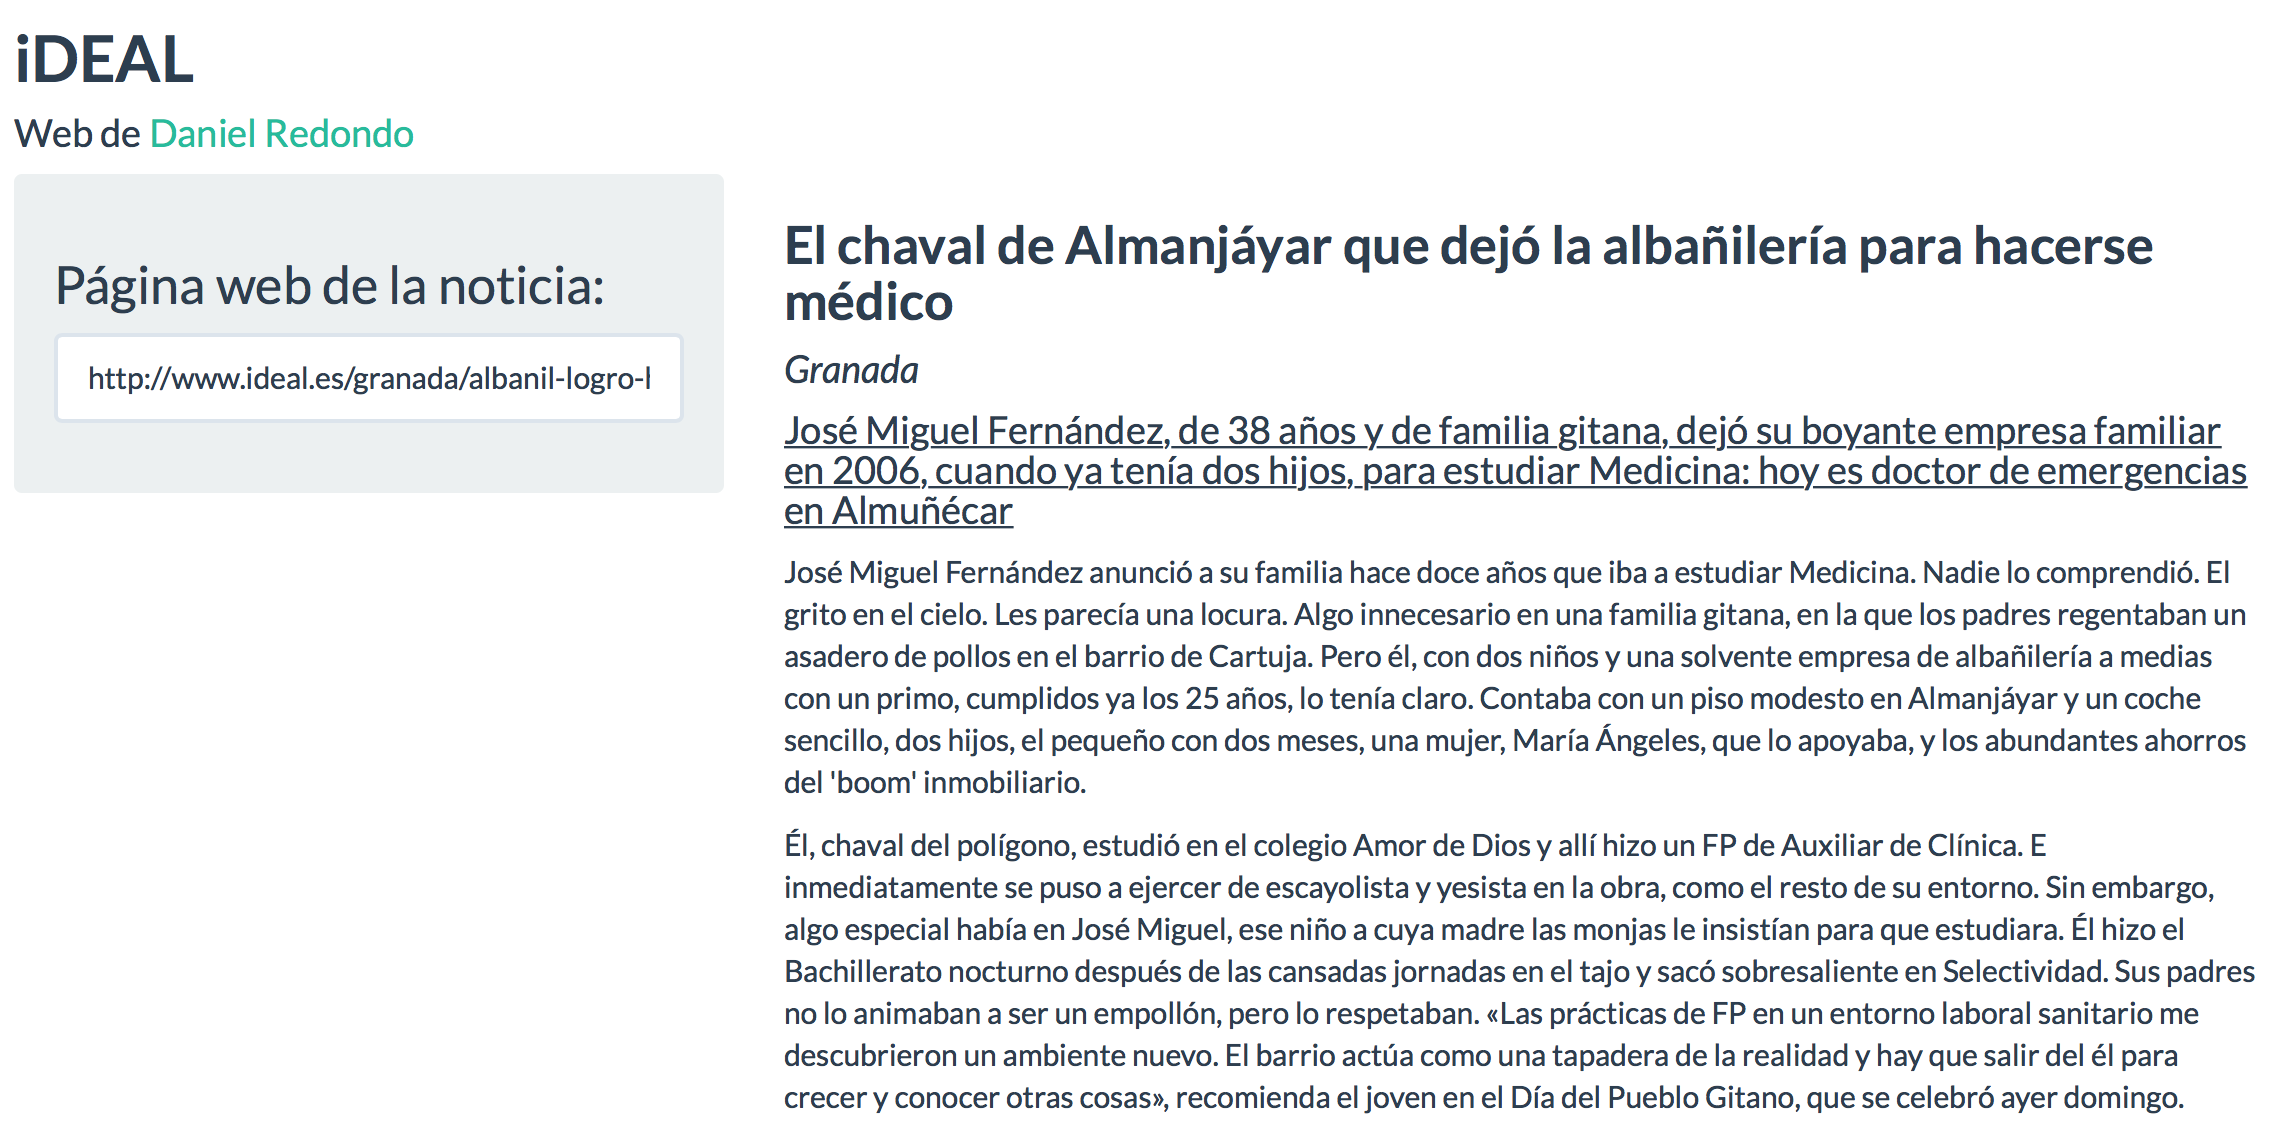 iDEAL
Web de Daniel Redondo
Página web de la noticia:
http://www.ideal.es/granada/albanil-logro-
El chaval de Almanjáyar que dejó la albañilería para hacerse
médico
Granada
José Miguel Fernández, de 38 años y de familia gitana, dejó su boyante empresa familiar
en 2006, cuando ya tenía dos hijos, para estudiar Medicina: hoy es doctor de emergencias
en Almuñécar
José Miguel Fernández anunció a su familia hace doce años que iba a estudiar Medicina. Nadie lo comprendió. El
grito en el cielo. Les parecía una locura. Algo innecesario en una familia gitana, en la que los padres regentaban un
asadero de pollos en el barrio de Cartuja. Pero él, con dos niños y una solvente empresa de albañilería a medias
con un primo, cumplidos ya los 25 años, lo tenía claro. Contaba con un piso modesto en Almanjáyar y un coche
sencillo, dos hijos, el pequeño con dos meses, una mujer, María Ángeles, que lo apoyaba, y los abundantes ahorros
del 'boom' inmobiliario.
Él, chaval del polígono, estudió en el colegio Amor de Dios y allí hizo un FP de Auxiliar de Clínica. E
inmediatamente se puso a ejercer de escayolista y yesista en la obra, como el resto de su entorno. Sin embargo,
algo especial había en José Miguel, ese niño a cuya madre las monjas le insistían para que estudiara. Él hizo el
Bachillerato nocturno después de las cansadas jornadas en el tajo y sacó sobresaliente en Selectividad. Sus padres
no lo animaban a ser un empollón, pero lo respetaban. «Las prácticas de FP en un entorno laboral sanitario me
descubrieron un ambiente nuevo. El barrio actúa como una tapadera de la realidad y hay que salir del él para
crecer y conocer otras cosas», recomienda el joven en el Día del Pueblo Gitano, que se celebró ayer domingo.